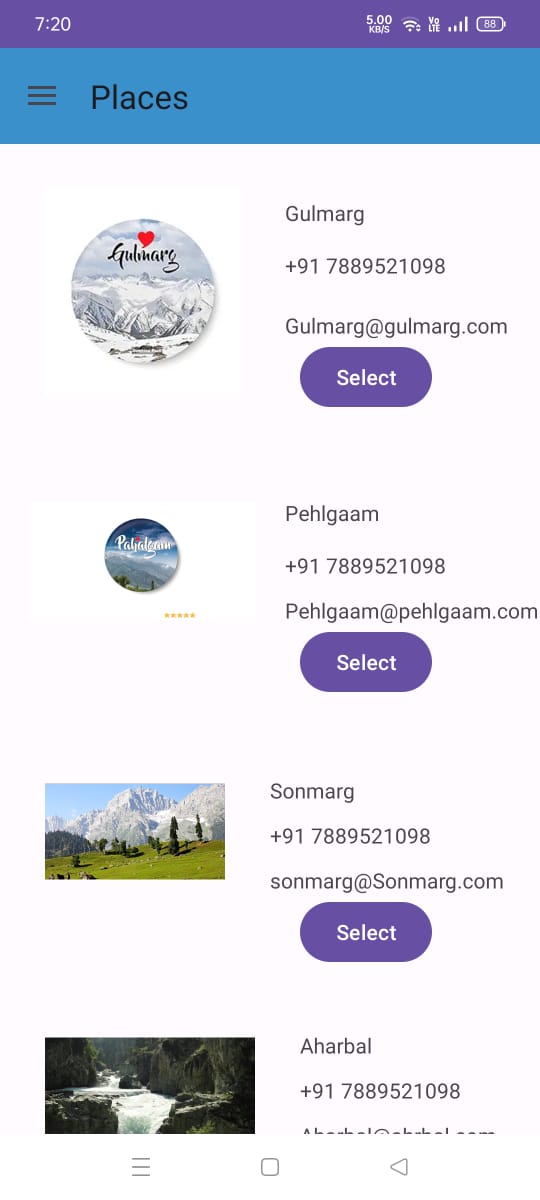 7:20
5.00
KB/S
Vo
LTE
88
Places
Gulmarg
Gulmarg
+91 7889521098
Gulmarg@gulmarg.com
Select
Pahalgam
Pehlgaam
+91 7889521098
Pehlgaam@pehlgaam.com
Select
Sonmarg
+91 7889521098
sonmarg@Sonmarg.com
Select
Aharbal
+91 7889521098